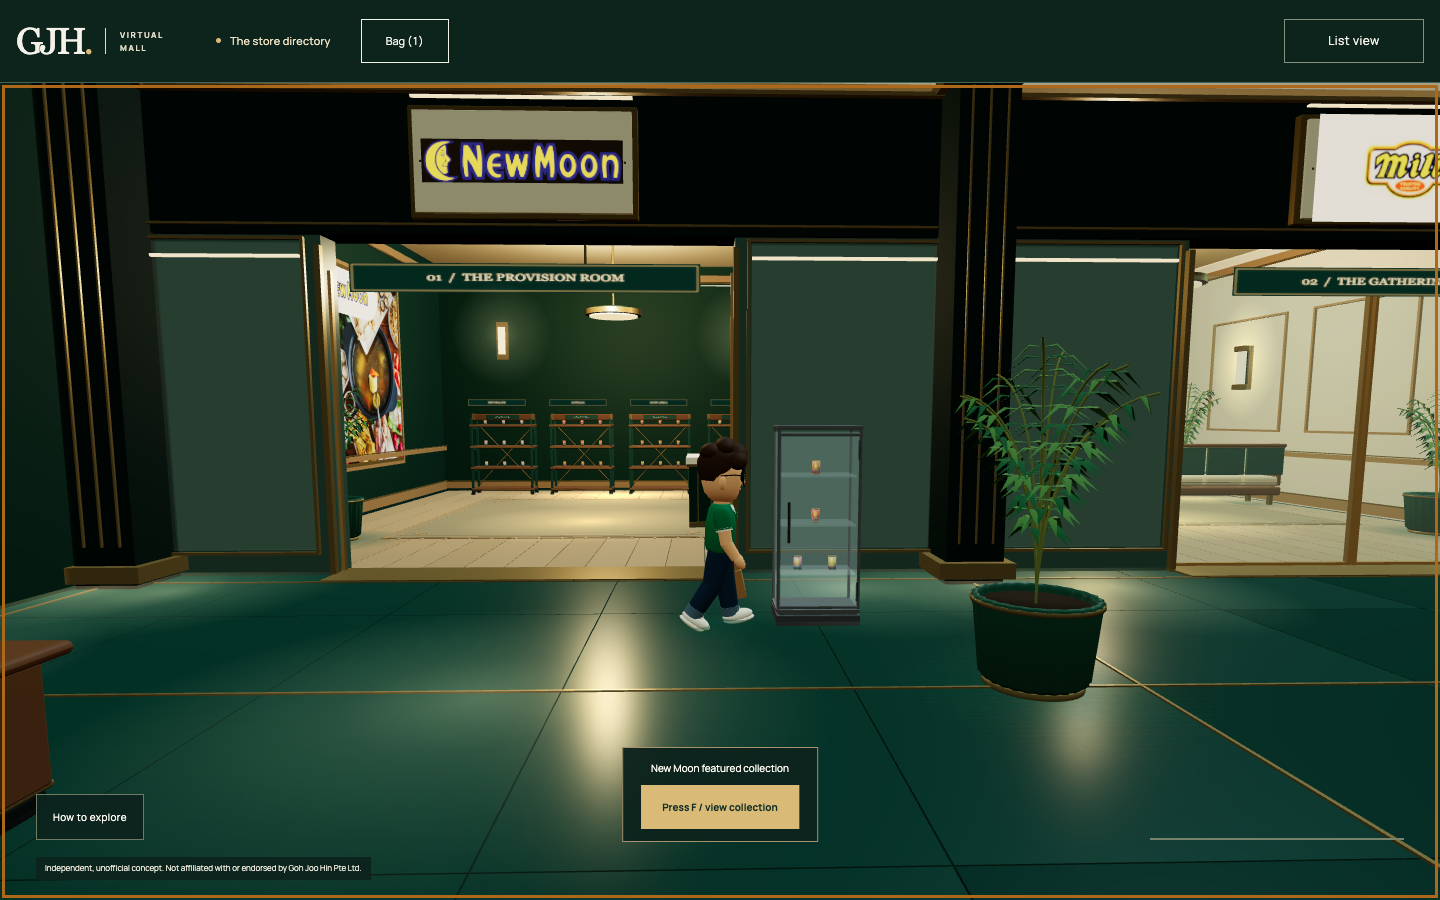 GJH.
VIRTUAL
MALL
The store directory
Bag (1)
List view
NewMoon
01 / THE PROVISION ROOM
02 / THE
New Moon featured collection
Press F / view collection
How to explore
Independent, unofficial concept. Not affiliated with or endorsed by Goh Joo Hin Pte Ltd.